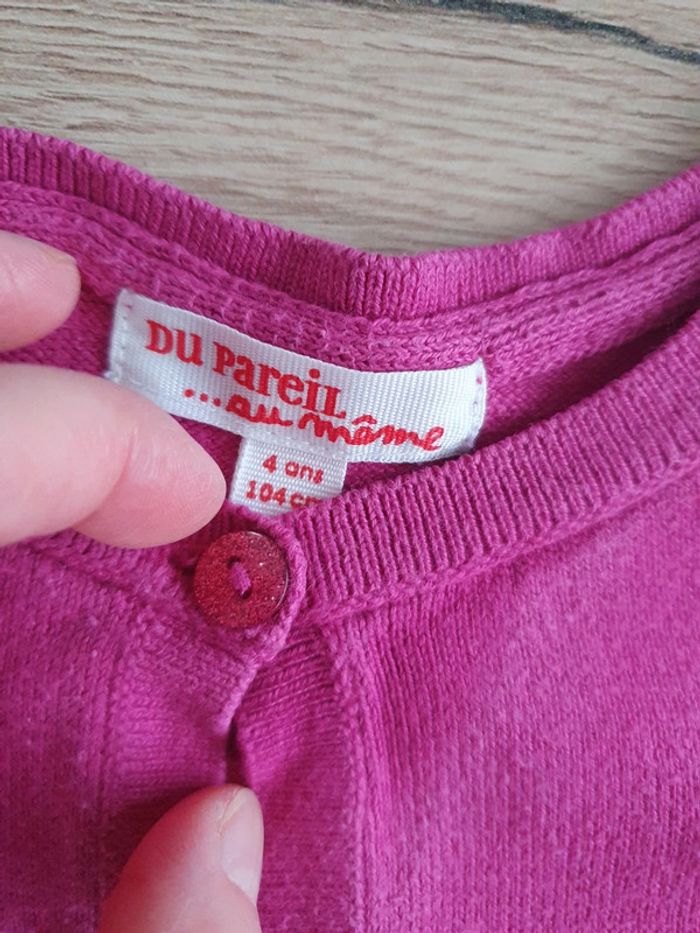 DU PAREIL
...au même
4 ans
104 cm